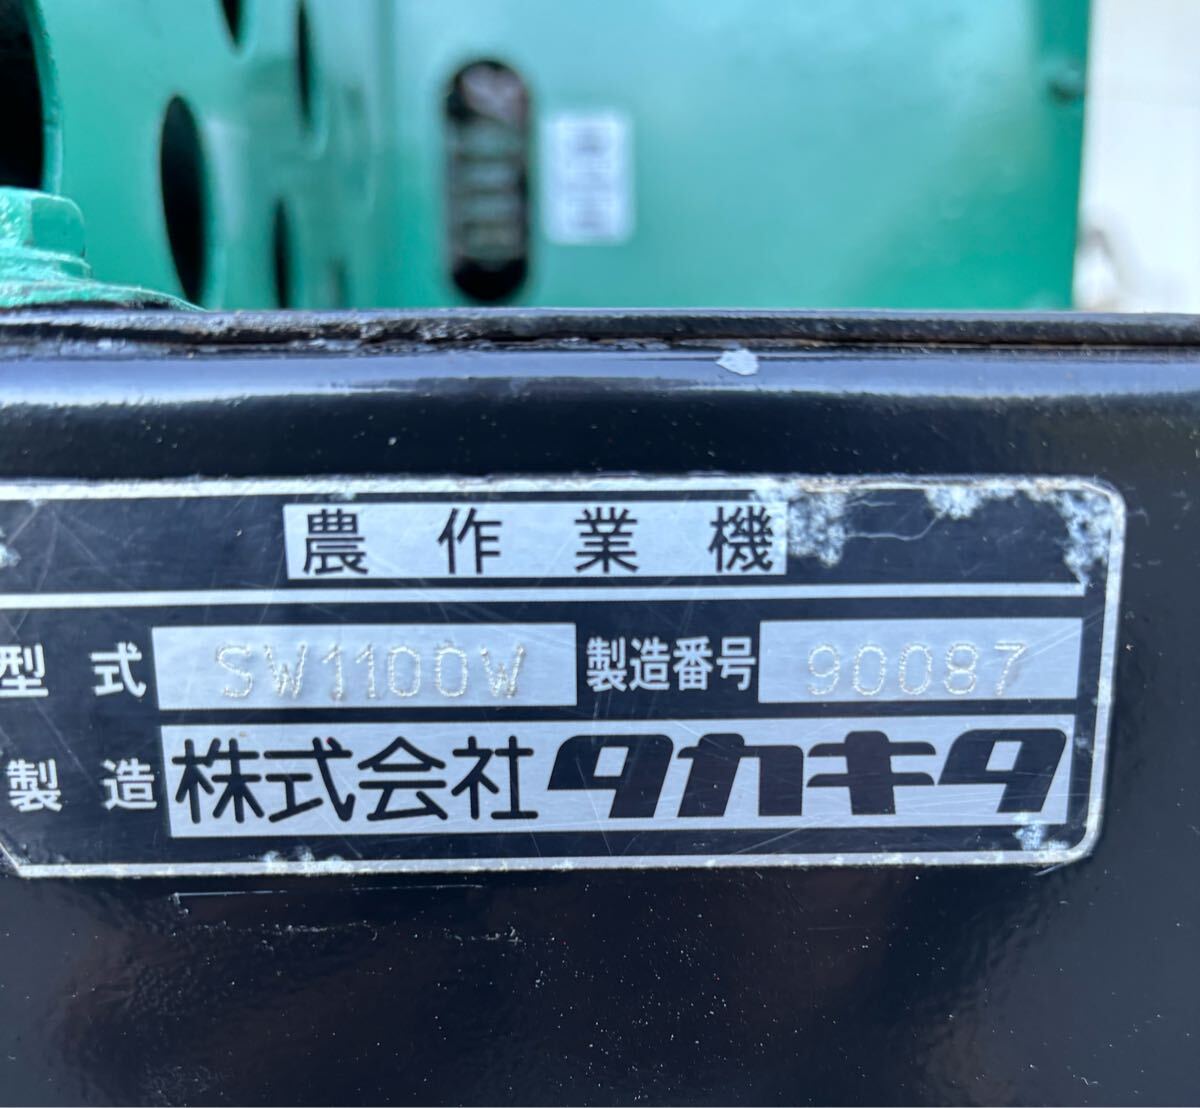 農作業機
型式 SW1100W 製造番号 90087
製造 株式会社タカキタ